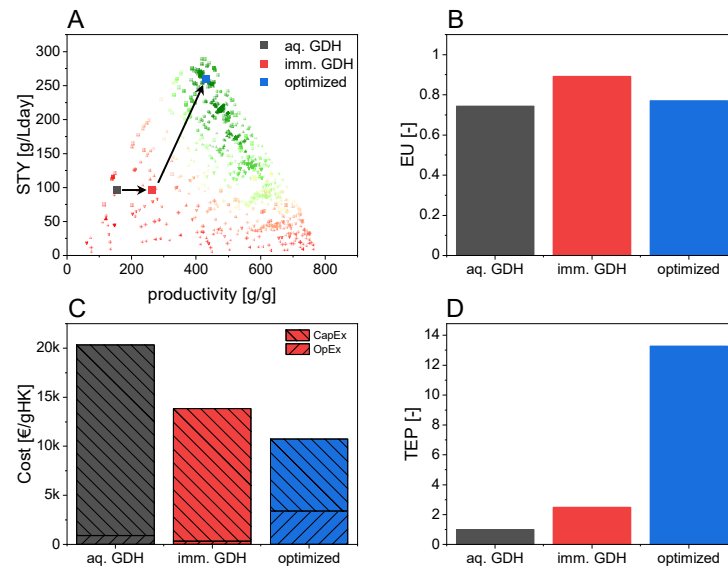 A
aq. GDH
imm. GDH
optimized
STY [g/Lday]
300
250
200
150
100
50
0
0 200 400 600 800 1000
productivity [g/g]
B
EU [-]
1
0.8
0.6
0.4
0.2
0
aq. GDH imm. GDH optimized
C
CapEx
OpEx
Cost [€/gHK]
20k
15k
10k
5k
0
aq. GDH imm. GDH optimized
D
TEP [-]
14
12
10
8
6
4
2
0
aq. GDH imm. GDH optimized